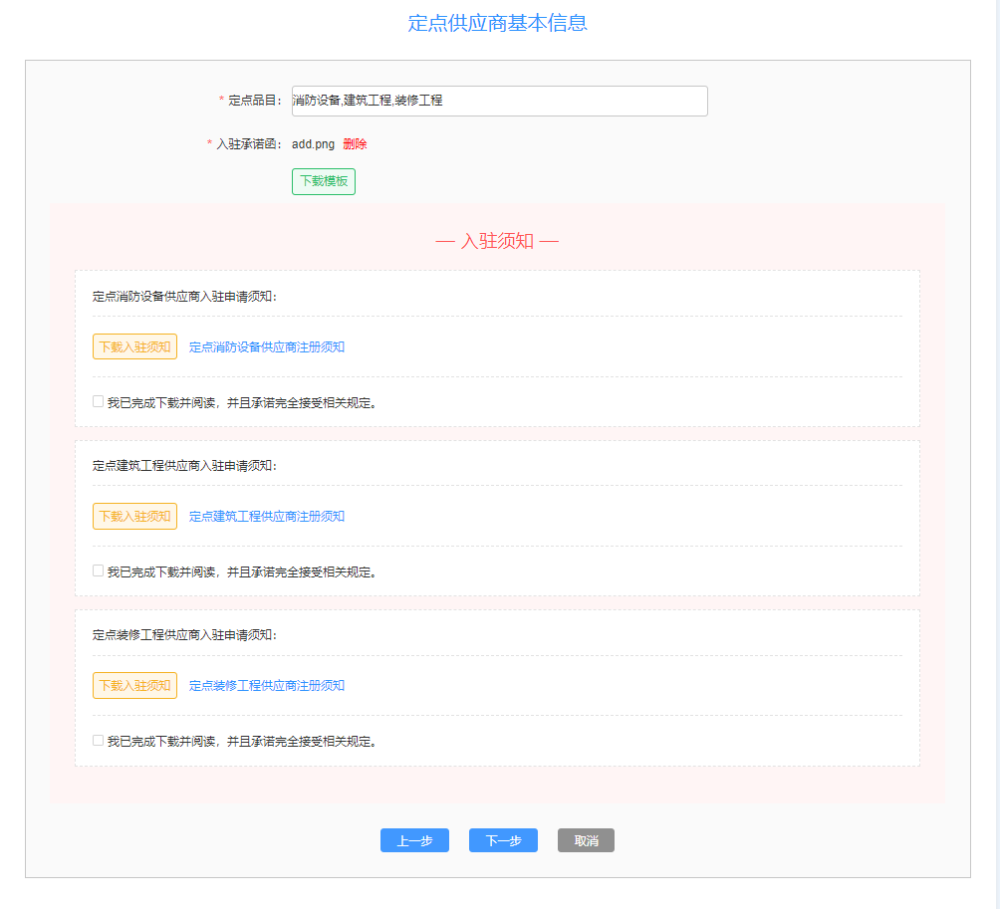 定点供应商基本信息
* 定点品目： 消防设备,建筑工程,装修工程
* 入驻承诺函： add.png 删除
下载模板
— 入驻须知 —
定点消防设备供应商入驻申请须知：
下载入驻须知 定点消防设备供应商注册须知
我已完成下载并阅读，并且承诺完全接受相关规定。
定点建筑工程供应商入驻申请须知：
下载入驻须知 定点建筑工程供应商注册须知
我已完成下载并阅读，并且承诺完全接受相关规定。
定点装修工程供应商入驻申请须知：
下载入驻须知 定点装修工程供应商注册须知
我已完成下载并阅读，并且承诺完全接受相关规定。
上一步 下一步 取消